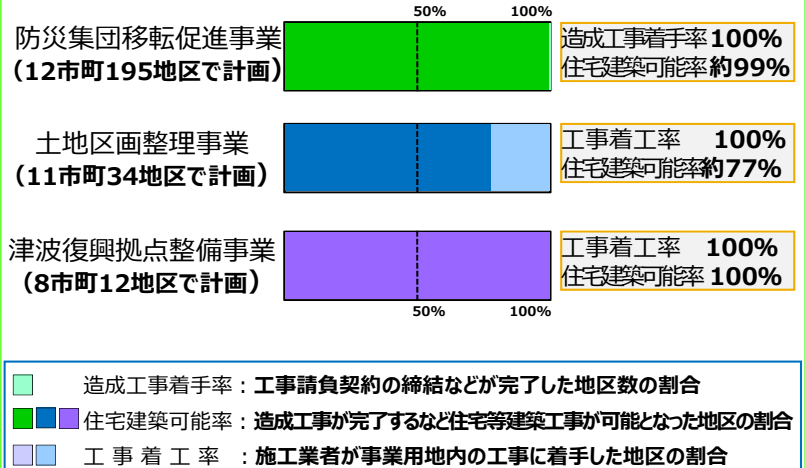 50% 100%
防災集団移転促進事業
(12市町195地区で計画)
造成工事着手率100%
住宅建築可能率約99%
土地区画整理事業
(11市町34地区で計画)
工事着工率 100%
住宅建築可能率約77%
津波復興拠点整備事業
(8市町12地区で計画)
工事着工率 100%
住宅建築可能率100%
50% 100%
造成工事着手率:工事請負契約の締結などが完了した地区数の割合
住宅建築可能率:造成工事が完了するなど住宅等建築工事が可能となった地区の割合
工事着工率 :施工業者が事業用地内の工事に着手した地区の割合